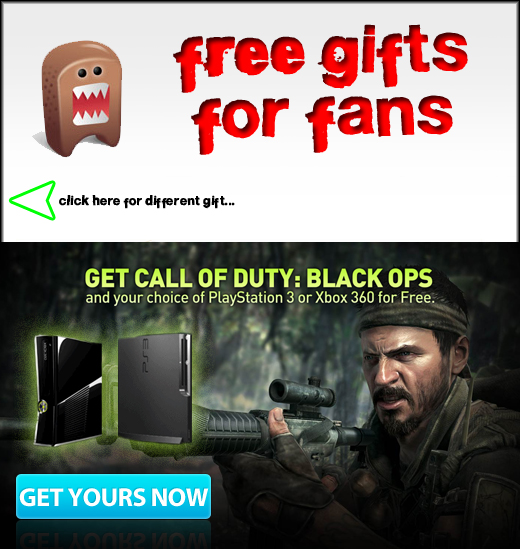 free gifts
for fans
click here for different gift...
GET CALL OF DUTY: BLACK OPS
and your choice of PlayStation 3 or Xbox 360 for Free.
PS3
GET YOURS NOW